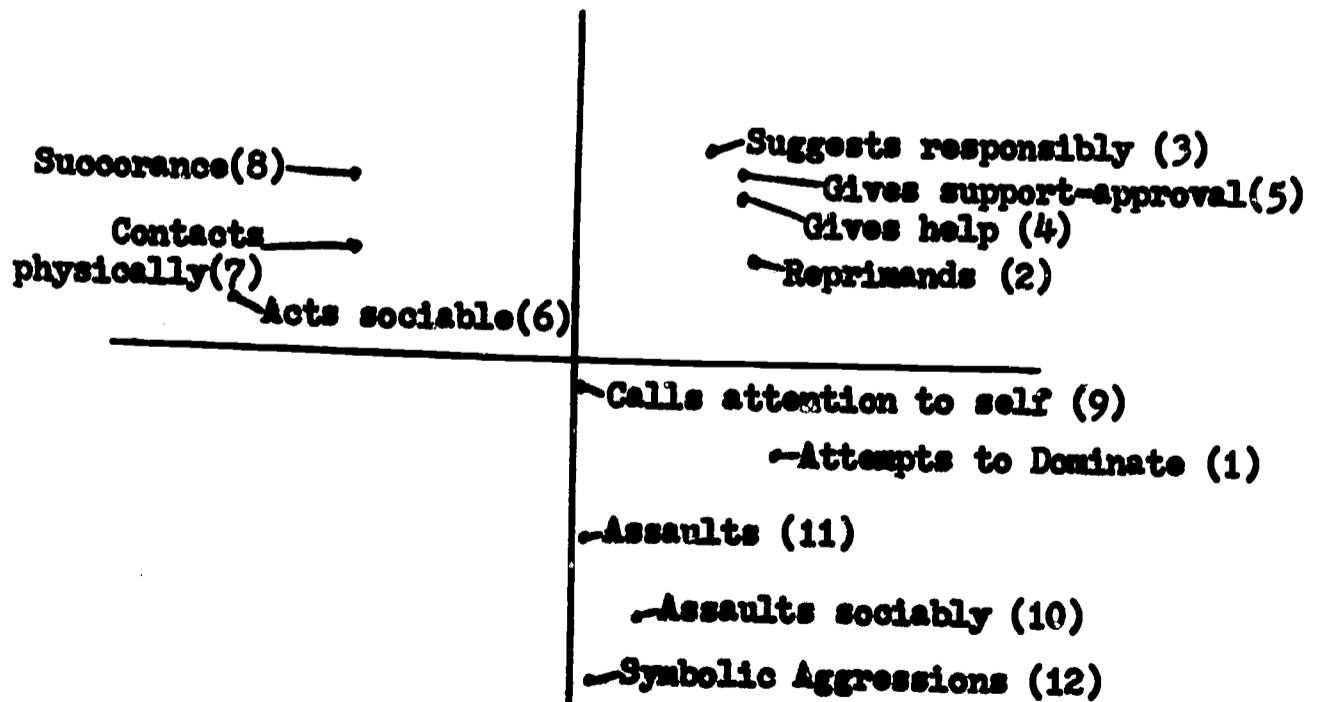 Suggests responsibly (3)
Succorance(8)
Gives support-approval(5)
Gives help (4)
Contacts
physically(7)
Reprimands (2)
Acts sociable(6)
Calls attention to self (9)
Attempts to Dominate (1)
Assaults (11)
Assaults sociably (10)
Symbolic Aggressions (12)